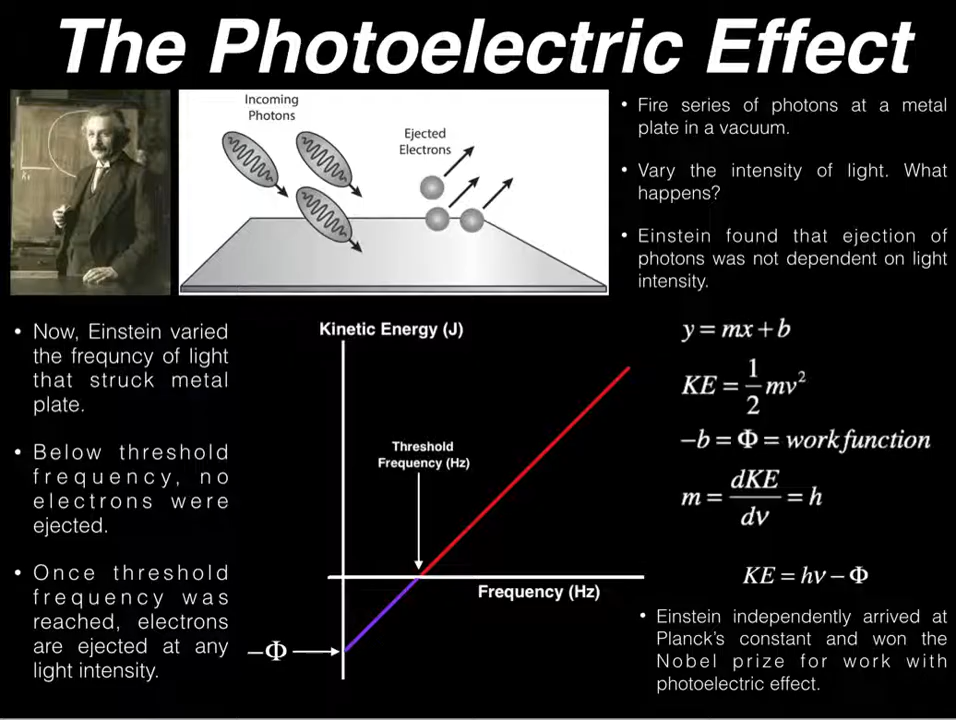 The Photoelectric Effect
Incoming
Photons
Ejected
Electrons
• Fire series of photons at a metal
plate in a vacuum.
• Vary the intensity of light. What
happens?
• Einstein found that ejection of
photons was not dependent on light
intensity.
• Now, Einstein varied
the frequncy of light
that struck metal
plate.
• Below threshold
frequency, no
electrons were
ejected.
• Once threshold
frequency was
reached, electrons
are ejected at any
light intensity.
Kinetic Energy (J)
Threshold
Frequency (Hz)
Frequency (Hz)
−Φ
y = mx + b
KE = 1/2 mv²
−b = Φ = work function
m = dKE/dν = h
KE = hν − Φ
• Einstein independently arrived at
Planck's constant and won the
Nobel prize for work with
photoelectric effect.